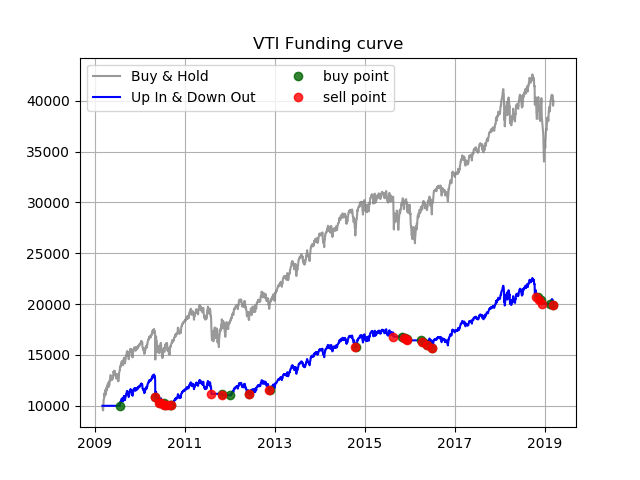 VTI Funding curve
Buy & Hold
Up In & Down Out
buy point
sell point
40000
35000
30000
25000
20000
15000
10000
2009
2011
2013
2015
2017
2019